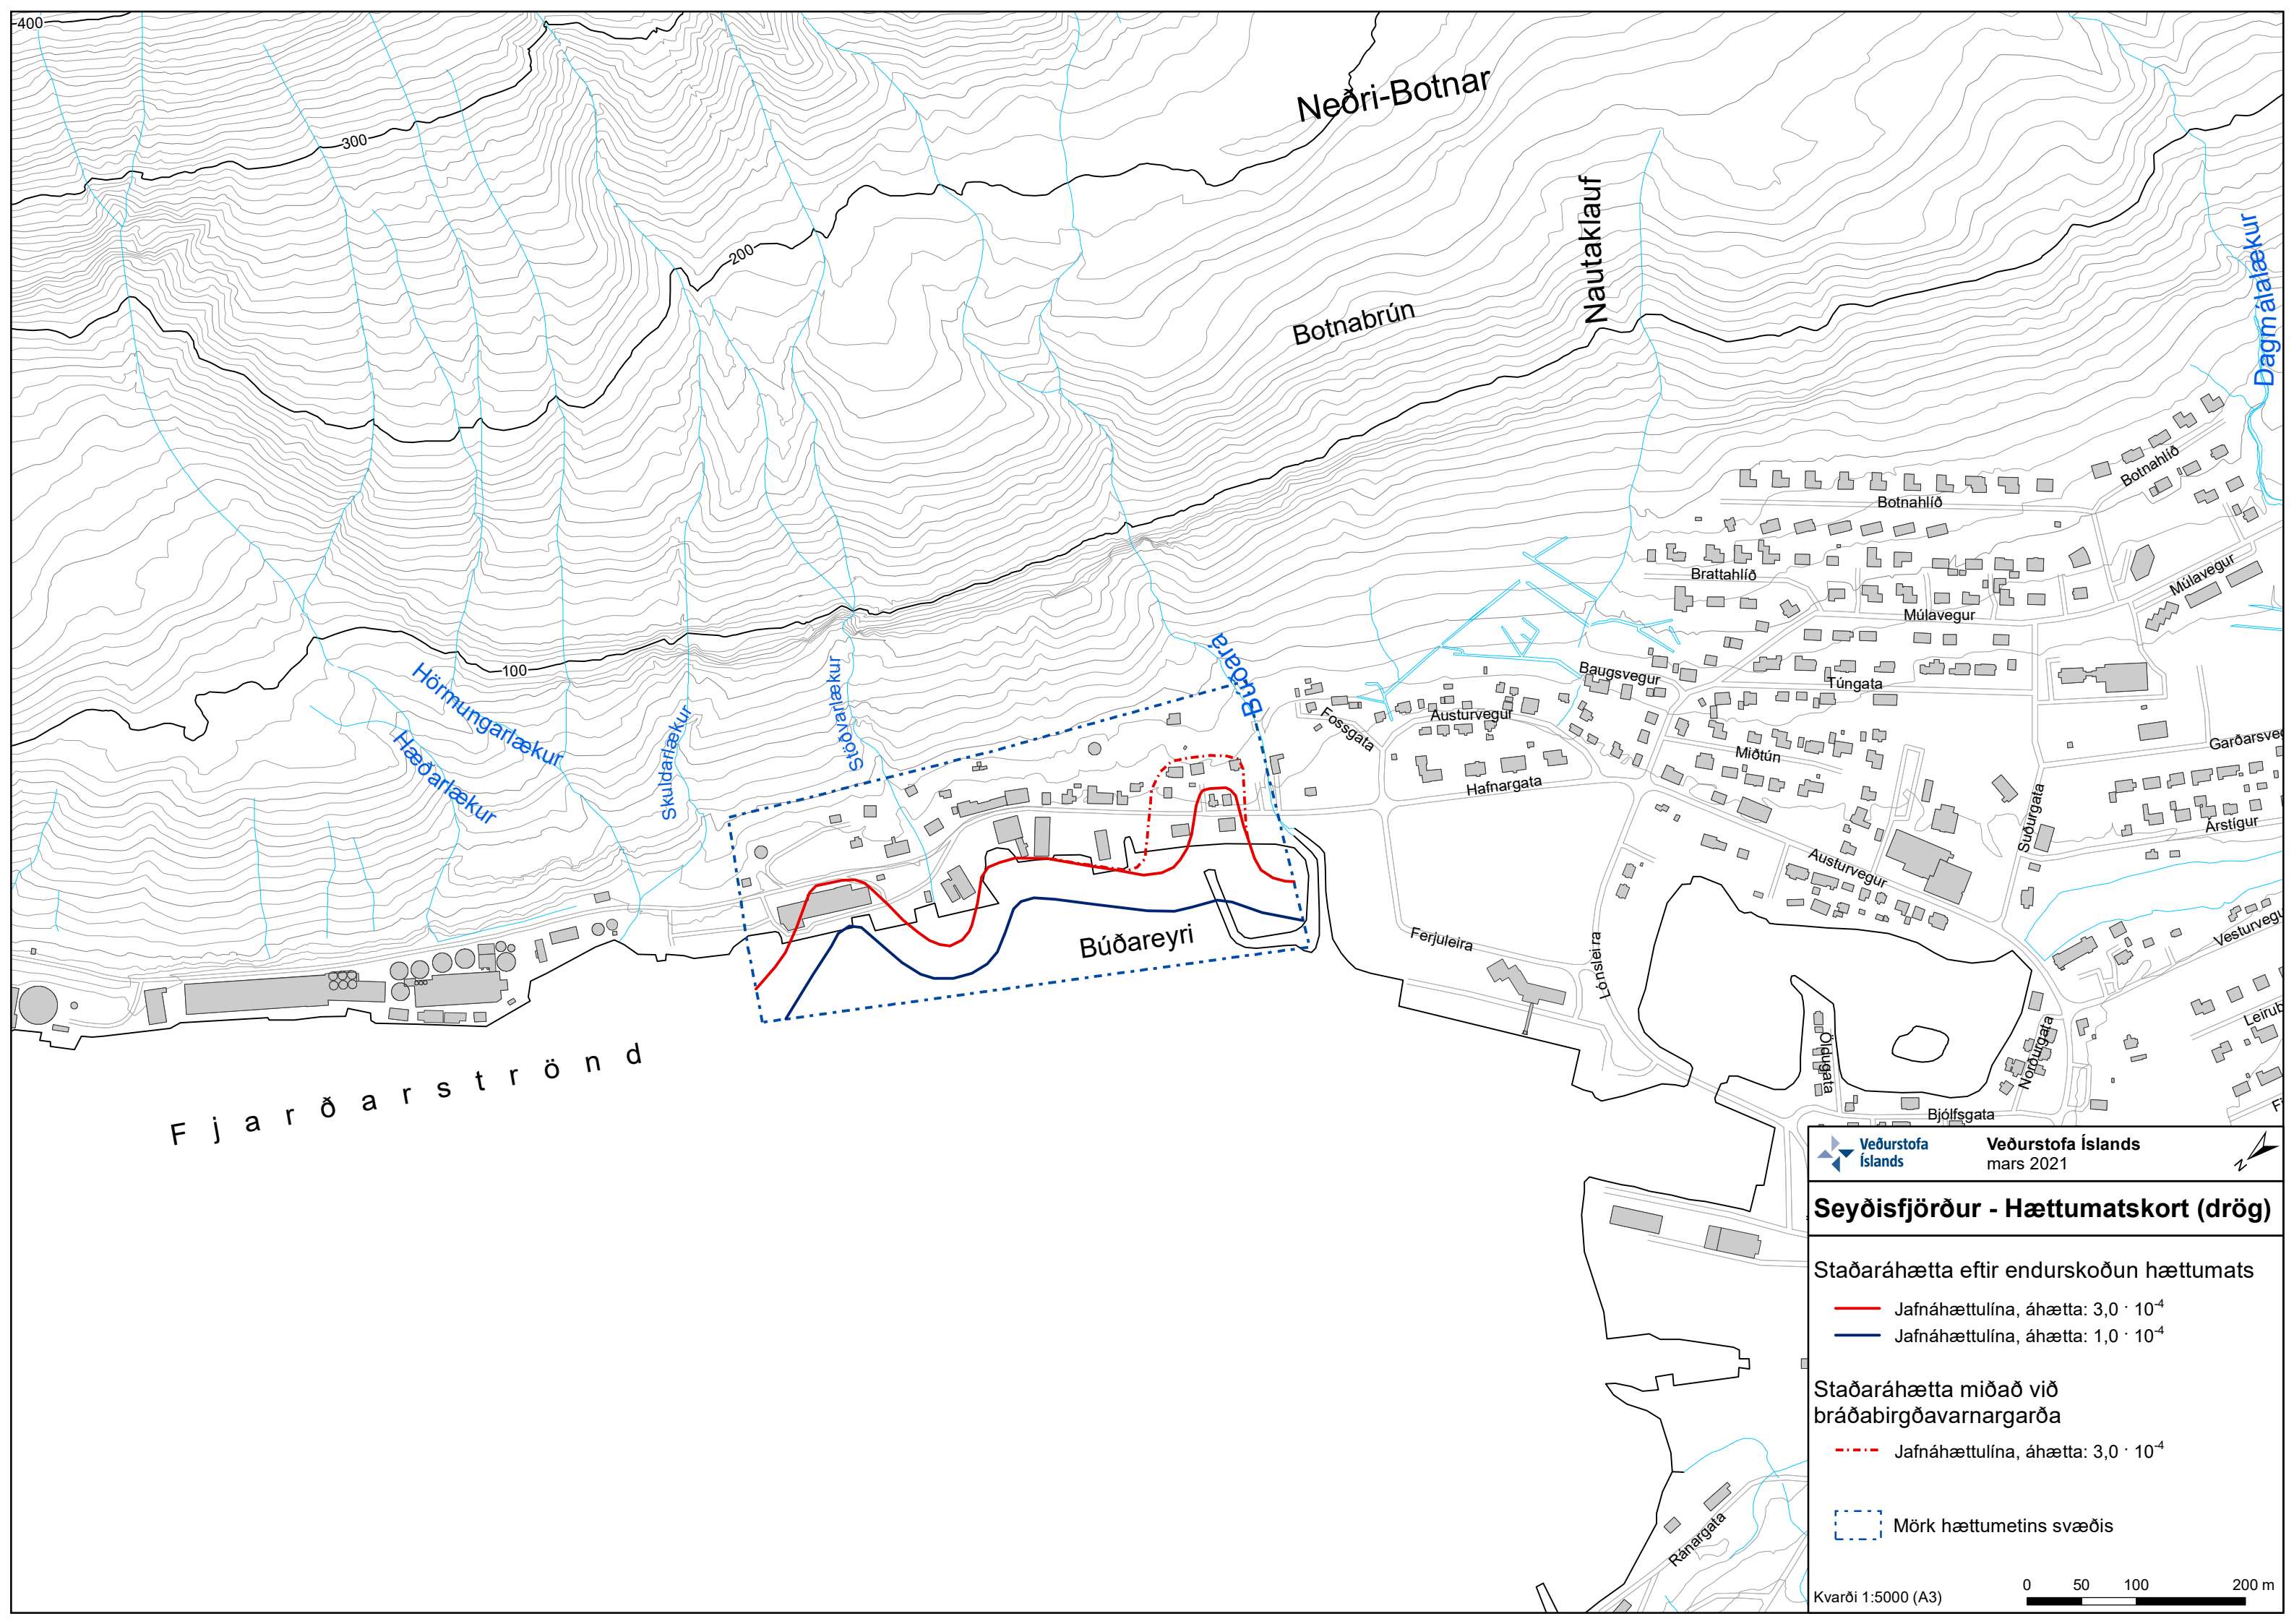 400
300
200
100
Neðri-Botnar
Nautaklauf
Botnabrún
Dagmálalækur
Botnahlíð
Botnahlíð
Brattahlíð
Múlavegur
Múlavegur
Baugsvegur
Túngata
Austurvegur
Fossgata
Miðtún
Hafnargata
Garðarsveg
Suðurgata
Árstígur
Austurvegur
Vesturvegu
Ferjuleira
Lónsleira
Leirub
Norðurgata
Öldugata
Bjólfsgata
Ránargata
Hörmungarlækur
Hæðarlækur
Skuldarlækur
Stöðvarlækur
Búðará
Búðareyri
Fjarðarströnd
Veðurstofa
Íslands
Veðurstofa Íslands
mars 2021
N
Seyðisfjörður - Hættumatskort (drög)
Staðaráhætta eftir endurskoðun hættumats
Jafnáhættulína, áhætta: 3,0 · 10⁻⁴
Jafnáhættulína, áhætta: 1,0 · 10⁻⁴
Staðaráhætta miðað við
bráðabirgðavarnargarða
Jafnáhættulína, áhætta: 3,0 · 10⁻⁴
Mörk hættumetins svæðis
Kvarði 1:5000 (A3)
0 50 100 200 m